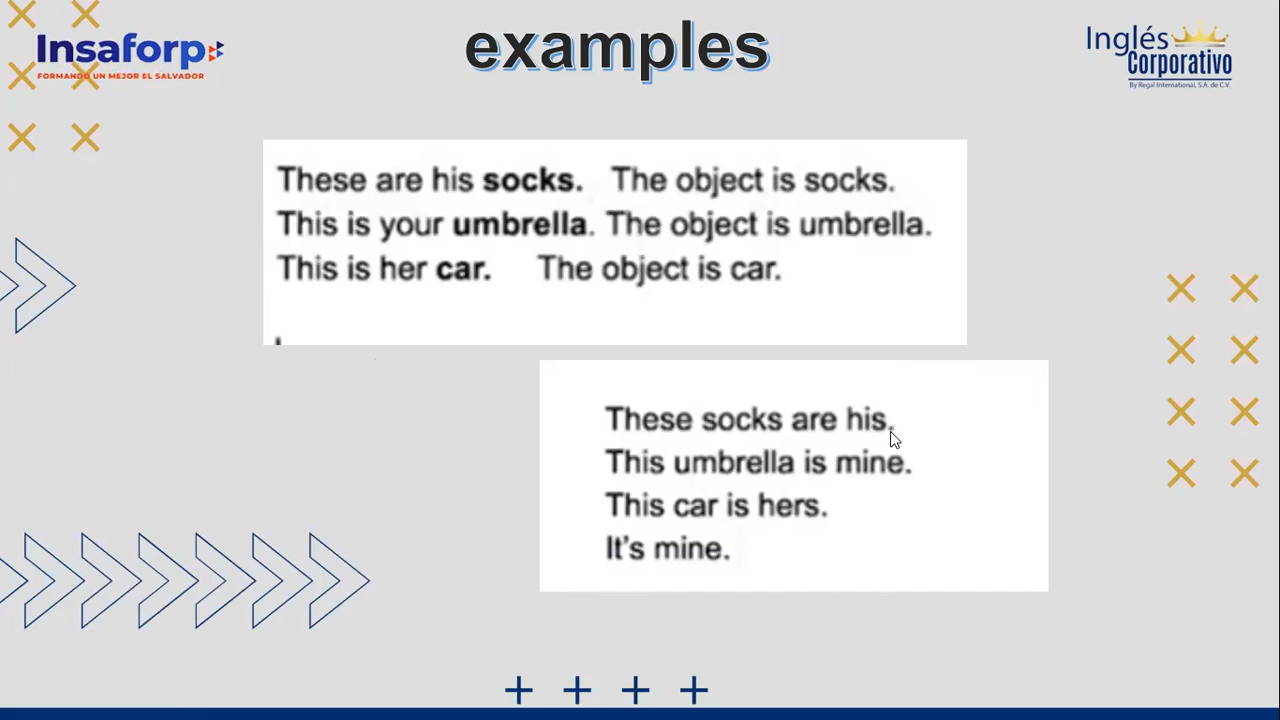 examples
Insaforp
FORMANDO UN MEJOR EL SALVADOR
Inglés
Corporativo
By Regal International, S.A. de C.V.
These are his socks. The object is socks.
This is your umbrella. The object is umbrella.
This is her car. The object is car.
These socks are his.
This umbrella is mine.
This car is hers.
It's mine.